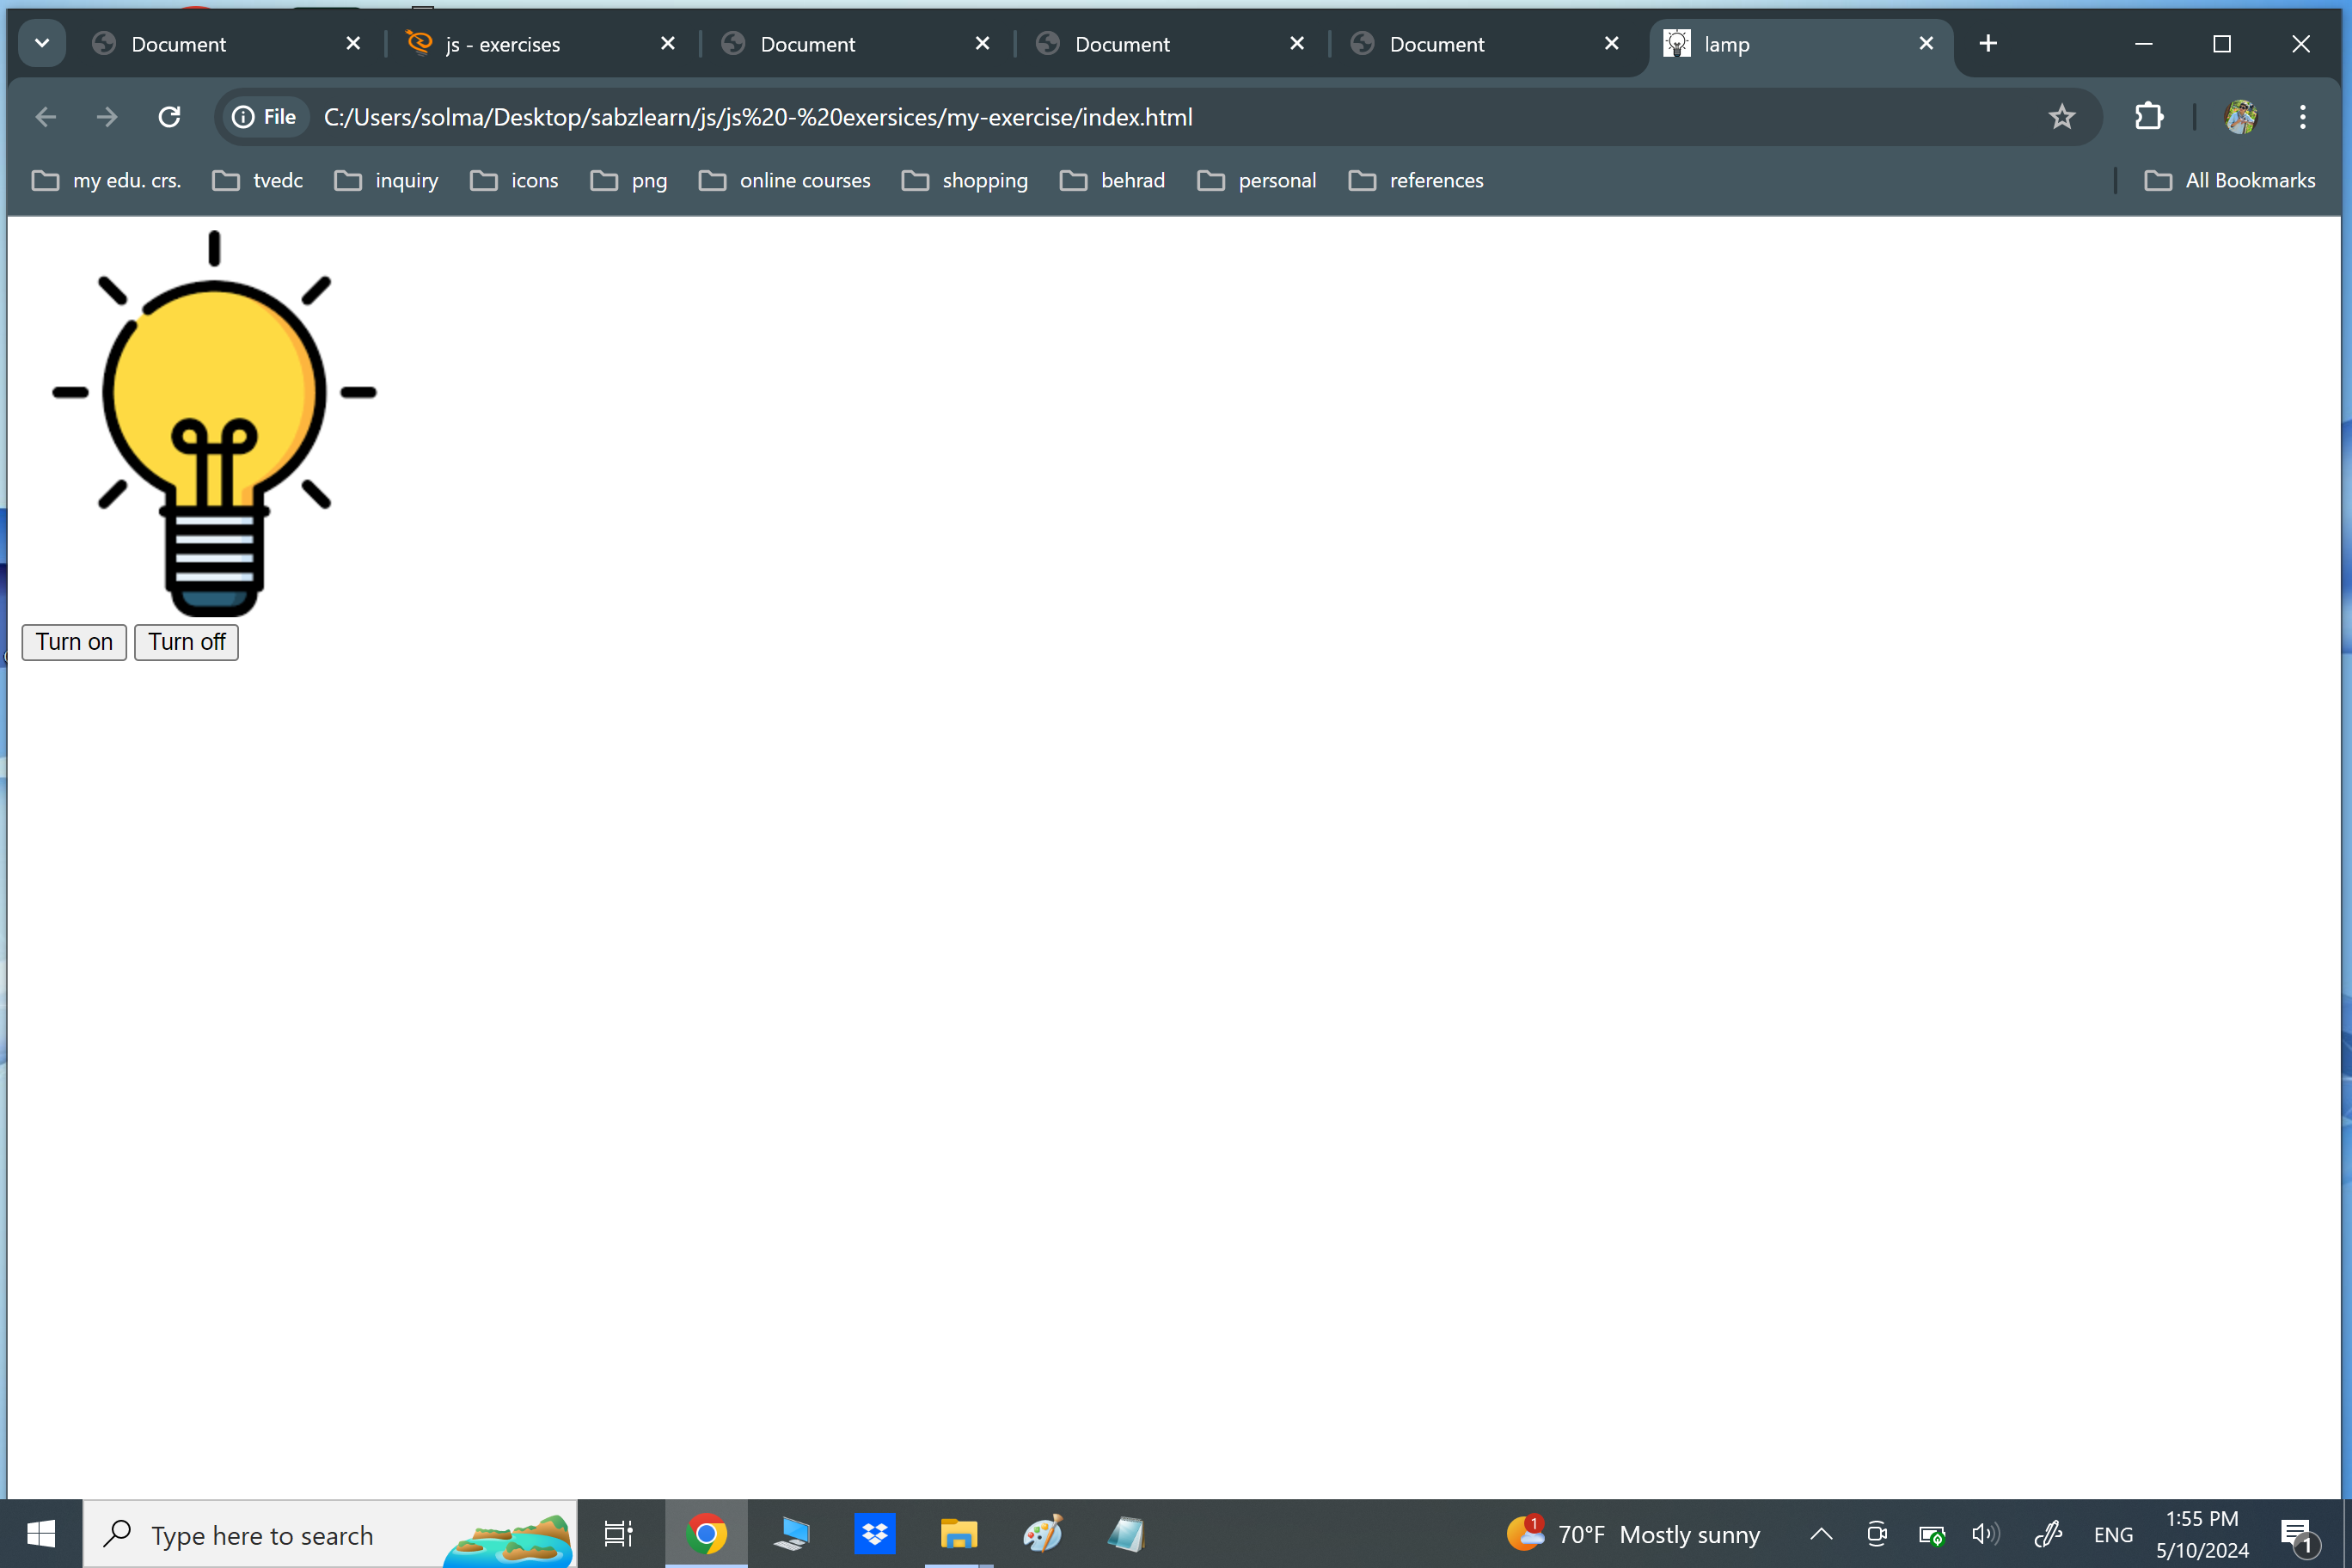 Document
js - exercises
Document
Document
Document
lamp
File
C:/Users/solma/Desktop/sabzlearn/js/js%20-%20exersices/my-exercise/index.html
my edu. crs.
tvedc
inquiry
icons
png
online courses
shopping
behrad
personal
references
All Bookmarks
Turn on
Turn off
Type here to search
1
70°F Mostly sunny
ENG
1:55 PM
5/10/2024
1